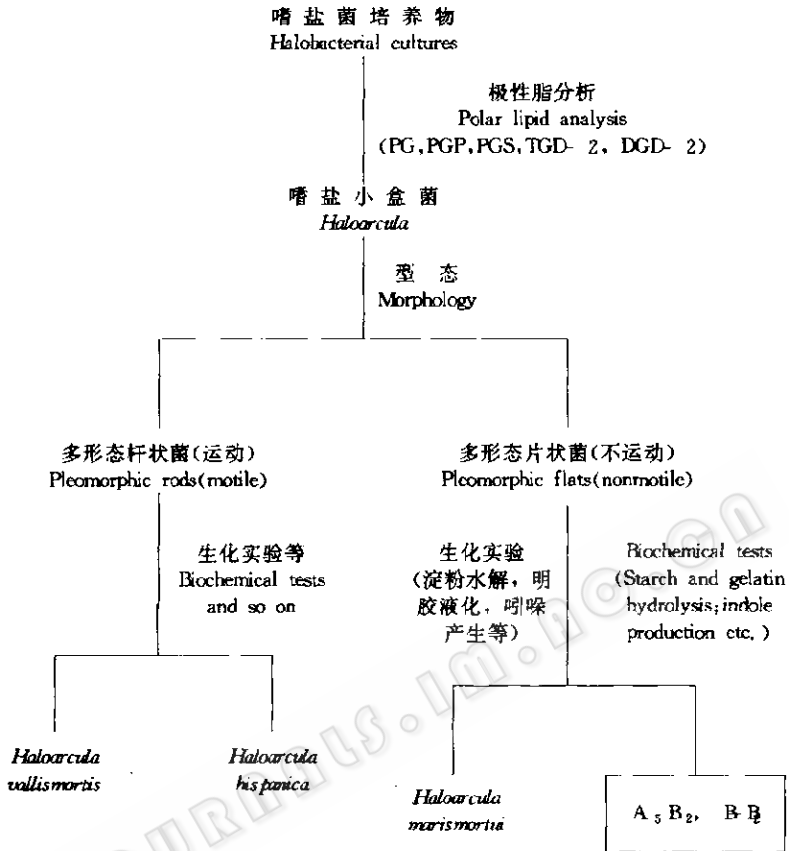 嗜盐菌培养物
Halobacterial cultures
极性脂分析
Polar lipid analysis
(PG,PGP,PGS,TGD-2, DGD-2)
嗜盐小盒菌
Haloarcula
型态
Morphology
多形态杆状菌(运动)
Pleomorphic rods(motile)
多形态片状菌(不运动)
Pleomorphic flats(nonmotile)
生化实验等
Biochemical tests
and so on
生化实验
(淀粉水解,明
胶液化,吲哚
产生等)
Biochemical tests
(Starch and gelatin
hydrolysis;indole
production etc.)
Haloarcula
vallismortis
Haloarcula
hispanica
Haloarcula
marismortui
A₅B₂,